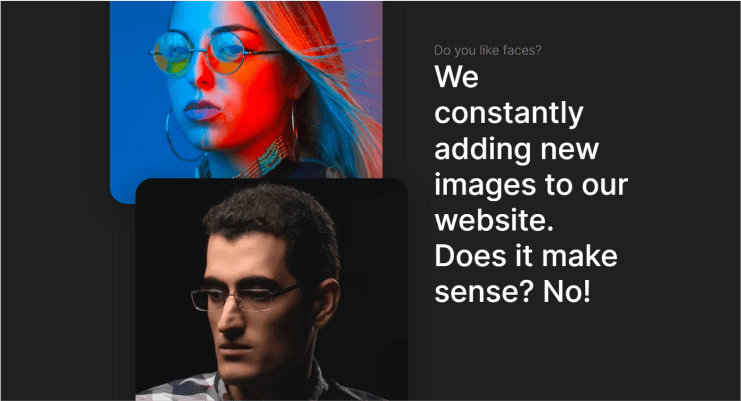 Do you like faces?
We
constantly
adding new
images to our
website.
Does it make
sense? No!